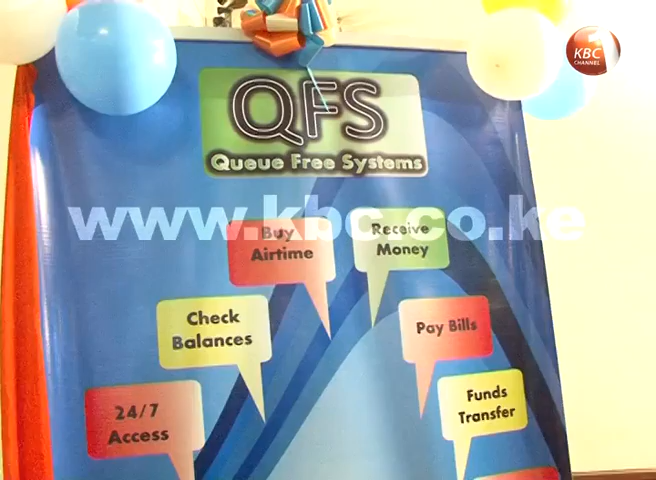 KBC
CHANNEL
1
QFS
Queue Free Systems
www.kbc.co.ke
Buy
Airtime
Receive
Money
Check
Balances
Pay Bills
24/7
Access
Funds
Transfer